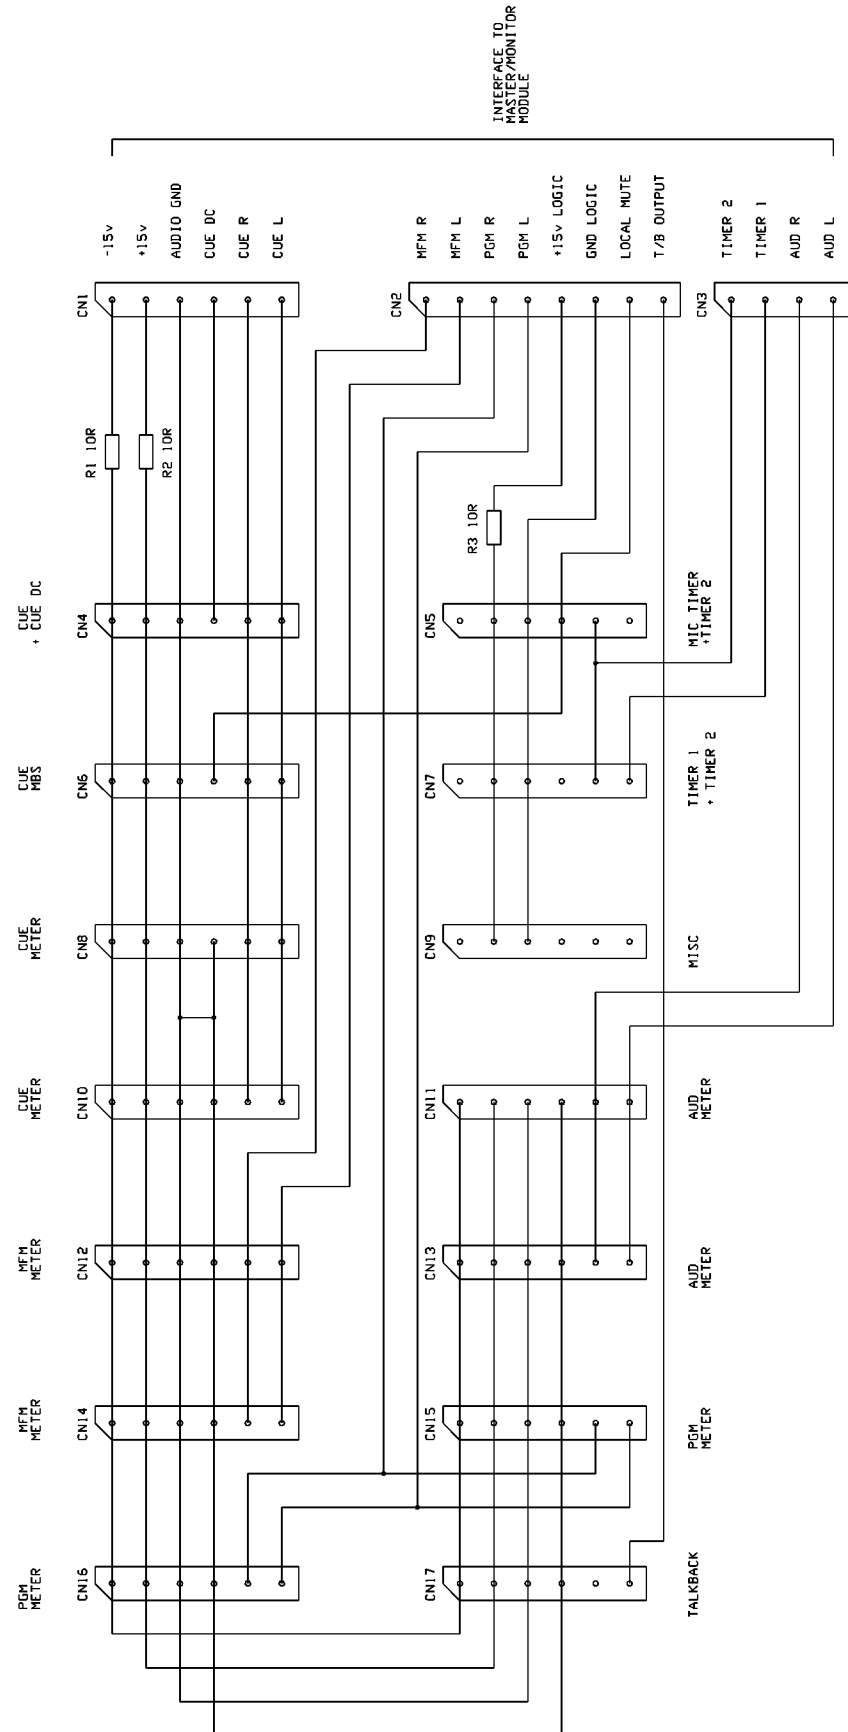 INTERFACE TO
MASTER/MONITOR
MODULE
-15v
+15v
AUDIO GND
CUE DC
CUE R
CUE L
MFM R
MFM L
PGM R
PGM L
+15v LOGIC
GND LOGIC
LOCAL MUTE
T/B OUTPUT
TIMER 2
TIMER 1
AUD R
AUD L
CN1
CN2
CN3
R1 10R
R2 10R
R3 10R
CUE
+ CUE DC
CN4
CN5
MIC TIMER
+TIMER 2
CUE
MBS
CN6
CN7
TIMER 1
+ TIMER 2
CUE
METER
CN8
CN9
MISC
CUE
METER
CN10
CN11
AUD
METER
MFM
METER
CN12
CN13
AUD
METER
MFM
METER
CN14
CN15
PGM
METER
PGM
METER
CN16
CN17
TALKBACK